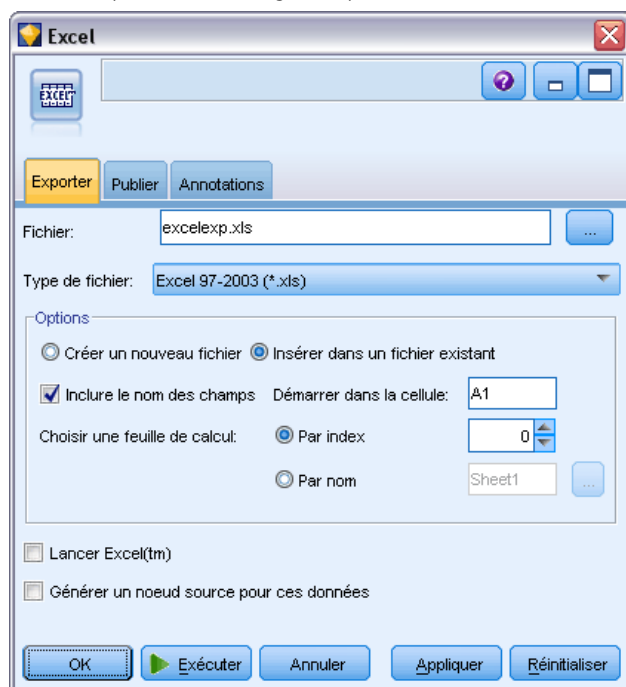 Excel
EXCEL
?
Exporter Publier Annotations
Fichier: excelexp.xls ...
Type de fichier: Excel 97-2003 (*.xls)
Options
Créer un nouveau fichier Insérer dans un fichier existant
Inclure le nom des champs Démarrer dans la cellule: A1
Choisir une feuille de calcul: Par index 0
Par nom Sheet1 ...
Lancer Excel(tm)
Générer un noeud source pour ces données
OK Exécuter Annuler Appliquer Réinitialiser